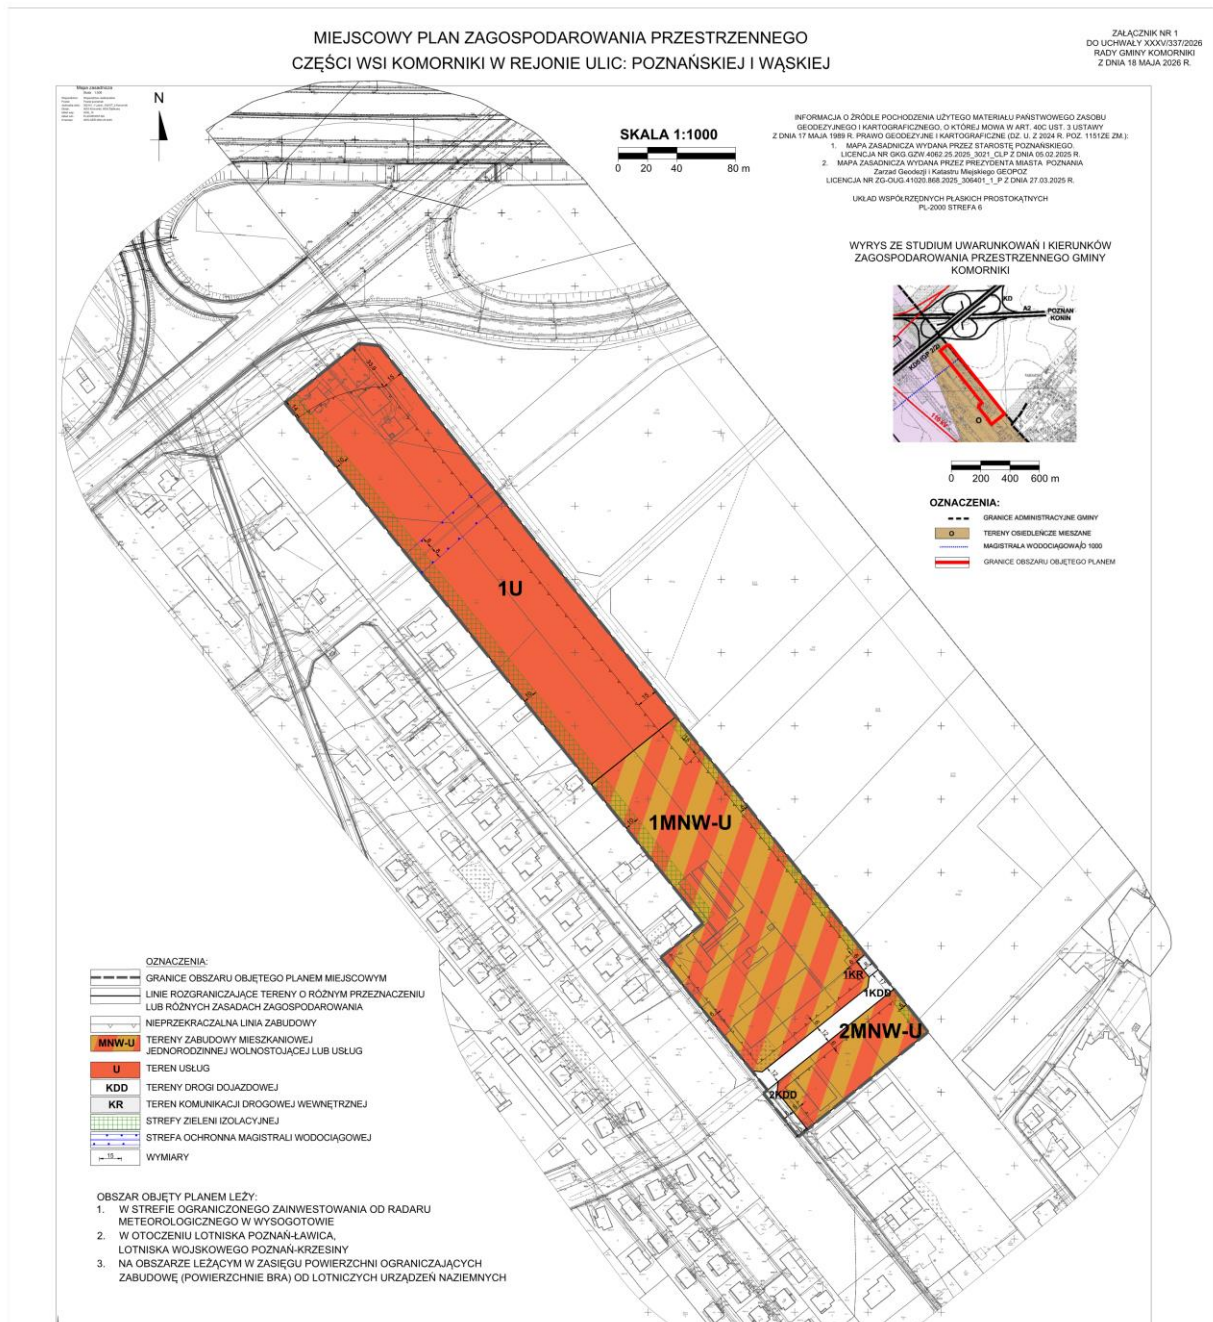 MIEJSCOWY PLAN ZAGOSPODAROWANIA PRZESTRZENNEGO
CZĘŚCI WSI KOMORNIKI W REJONIE ULIC: POZNAŃSKIEJ I WĄSKIEJ
ZAŁĄCZNIK NR 1
DO UCHWAŁY XXXV/337/2026
RADY GMINY KOMORNIKI
Z DNIA 18 MAJA 2026 R.
Mapa zasadnicza
N
SKALA 1:1000
0 20 40 80 m
INFORMACJA O ŹRÓDLE POCHODZENIA UŻYTEGO MATERIAŁU PAŃSTWOWEGO ZASOBU
GEODEZYJNEGO I KARTOGRAFICZNEGO, O KTÓREJ MOWA W ART. 40C UST. 3 USTAWY
Z DNIA 17 MAJA 1989 R. PRAWO GEODEZYJNE I KARTOGRAFICZNE (DZ. U. Z 2024 R. POZ. 1151ZE ZM.):
1. MAPA ZASADNICZA WYDANA PRZEZ STAROSTĘ POZNAŃSKIEGO.
LICENCJA NR GKG.GZW.4062.25.2025_3021_CLP Z DNIA 05.02.2025 R.
2. MAPA ZASADNICZA WYDANA PRZEZ PREZYDENTA MIASTA POZNANIA
Zarzad Geodezji i Katastru Miejskiego GEOPOZ
LICENCJA NR ZG-OUG.41020.868.2025_306401_1_P Z DNIA 27.03.2025 R.
UKŁAD WSPÓŁRZĘDNYCH PŁASKICH PROSTOKĄTNYCH
PL-2000 STREFA 6
WYRYS ZE STUDIUM UWARUNKOWAŃ I KIERUNKÓW
ZAGOSPODAROWANIA PRZESTRZENNEGO GMINY
KOMORNIKI
KD
A2
POZNAŃ
KONIN
O
0 200 400 600 m
OZNACZENIA:
GRANICE ADMINISTRACYJNE GMINY
O TERENY OSIEDLEŃCZE MIESZANE
MAGISTRALA WODOCIĄGOWA/D 1000
GRANICE OBSZARU OBJĘTEGO PLANEM
1U
1MNW-U
1KR
1KDD
2MNW-U
2KDD
OZNACZENIA:
GRANICE OBSZARU OBJĘTEGO PLANEM MIEJSCOWYM
LINIE ROZGRANICZAJĄCE TERENY O RÓŻNYM PRZEZNACZENIU
LUB RÓŻNYCH ZASADACH ZAGOSPODAROWANIA
NIEPRZEKRACZALNA LINIA ZABUDOWY
MNW-U TERENY ZABUDOWY MIESZKANIOWEJ
JEDNORODZINNEJ WOLNOSTOJĄCEJ LUB USŁUG
U TEREN USŁUG
KDD TERENY DROGI DOJAZDOWEJ
KR TEREN KOMUNIKACJI DROGOWEJ WEWNĘTRZNEJ
STREFY ZIELENI IZOLACYJNEJ
STREFA OCHRONNA MAGISTRALI WODOCIĄGOWEJ
15 WYMIARY
OBSZAR OBJĘTY PLANEM LEŻY:
1. W STREFIE OGRANICZONEGO ZAINWESTOWANIA OD RADARU
METEOROLOGICZNEGO W WYSOGOTOWIE
2. W OTOCZENIU LOTNISKA POZNAŃ-ŁAWICA,
LOTNISKA WOJSKOWEGO POZNAŃ-KRZESINY
3. NA OBSZARZE LEŻĄCYM W ZASIĘGU POWIERZCHNI OGRANICZAJĄCYCH
ZABUDOWĘ (POWIERZCHNIE BRA) OD LOTNICZYCH URZĄDZEŃ NAZIEMNYCH